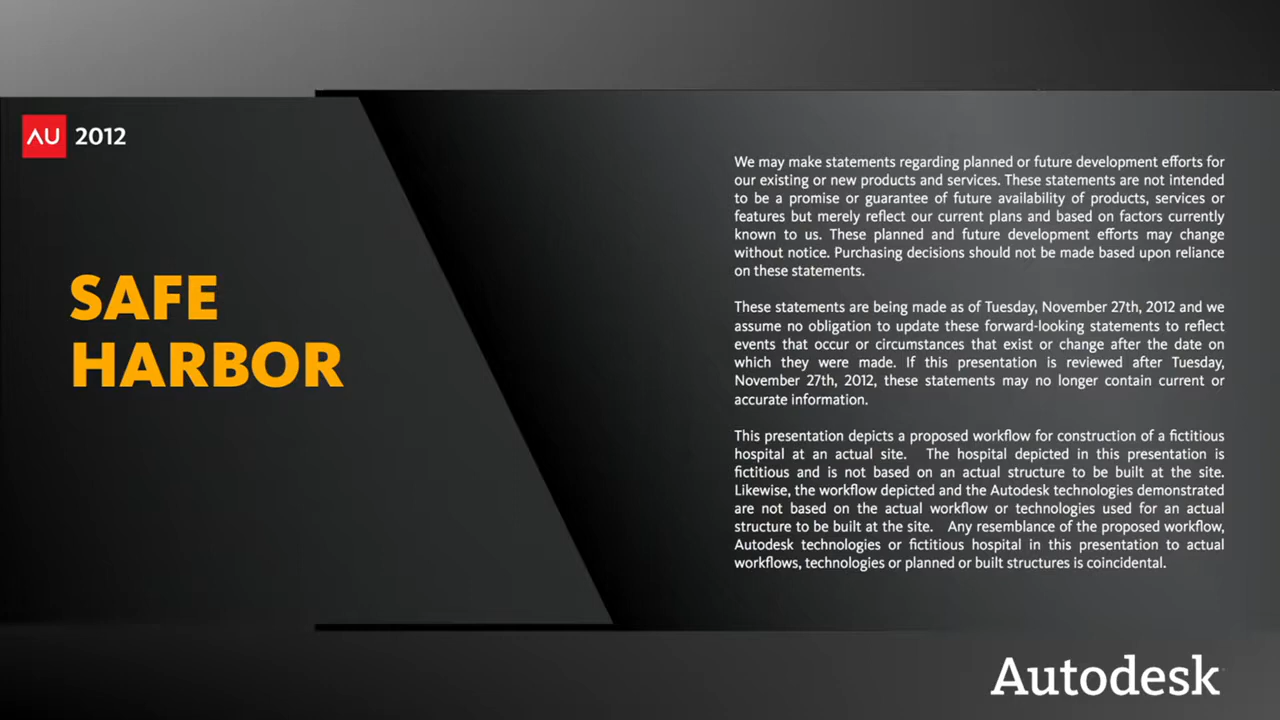 AU 2012
SAFE
HARBOR
We may make statements regarding planned or future development efforts for
our existing or new products and services. These statements are not intended
to be a promise or guarantee of future availability of products, services or
features but merely reflect our current plans and based on factors currently
known to us. These planned and future development efforts may change
without notice. Purchasing decisions should not be made based upon reliance
on these statements.
These statements are being made as of Tuesday, November 27th, 2012 and we
assume no obligation to update these forward-looking statements to reflect
events that occur or circumstances that exist or change after the date on
which they were made. If this presentation is reviewed after Tuesday,
November 27th, 2012, these statements may no longer contain current or
accurate information.
This presentation depicts a proposed workflow for construction of a fictitious
hospital at an actual site. The hospital depicted in this presentation is
fictitious and is not based on an actual structure to be built at the site.
Likewise, the workflow depicted and the Autodesk technologies demonstrated
are not based on the actual workflow or technologies used for an actual
structure to be built at the site. Any resemblance of the proposed workflow,
Autodesk technologies or fictitious hospital in this presentation to actual
workflows, technologies or planned or built structures is coincidental.
Autodesk